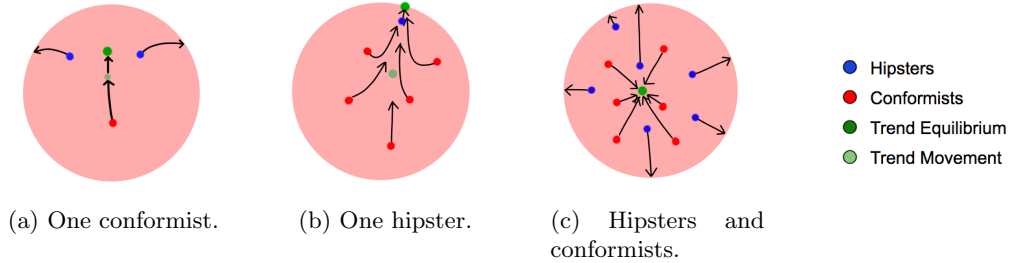 Hipsters
Conformists
Trend Equilibrium
Trend Movement
(a) One conformist.
(b) One hipster.
(c) Hipsters and
conformists.